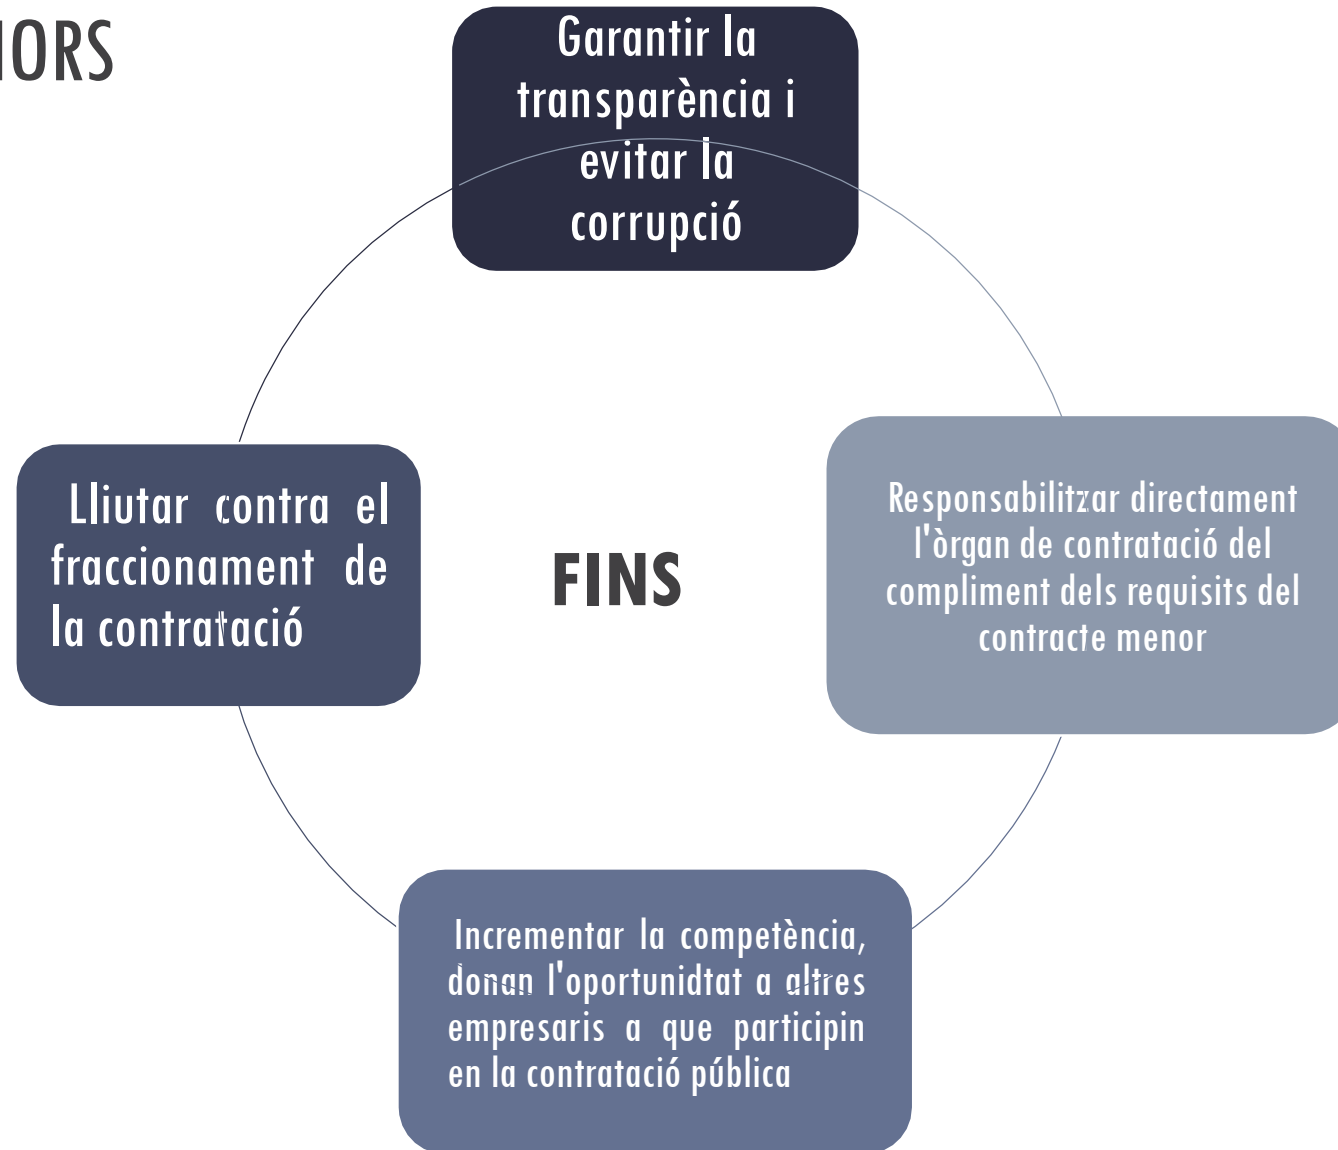 Garantir la
transparència i
evitar la
corrupció
Lliutar contra el
fraccionament de
la contratació
FINS
Responsabilitzar directament
l'òrgan de contratació del
compliment dels requisits del
contracte menor
Incrementar la competència,
donan l'oportunidtat a altres
empresaris a que participin
en la contratació pública